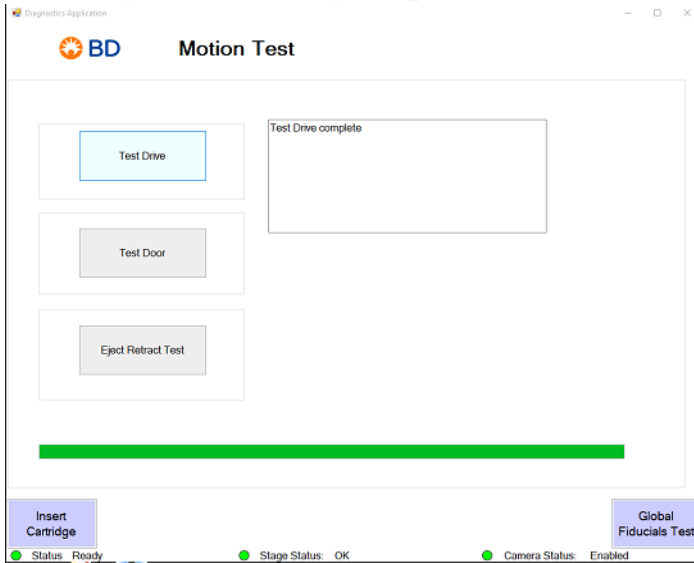 Diagnostics Application
BD
Motion Test
Test Drive
Test Drive complete
Test Door
Eject Retract Test
Insert
Cartridge
Global
Fiducials Test
Status Ready
Stage Status: OK
Camera Status: Enabled